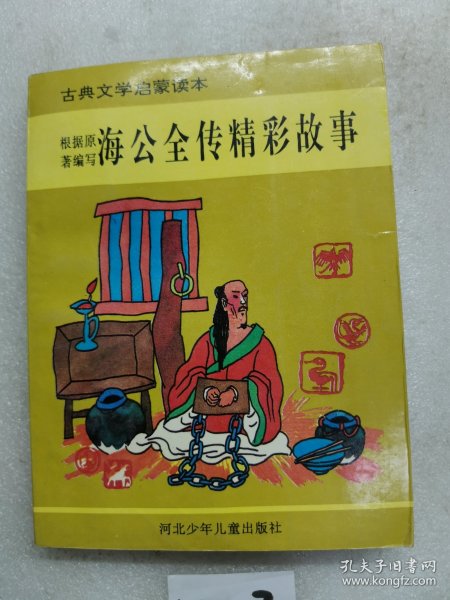 古典文学启蒙读本
根据原
著编写
海公全传精彩故事
河北少年儿童出版社
孔夫子旧书网
www.kongfz.com